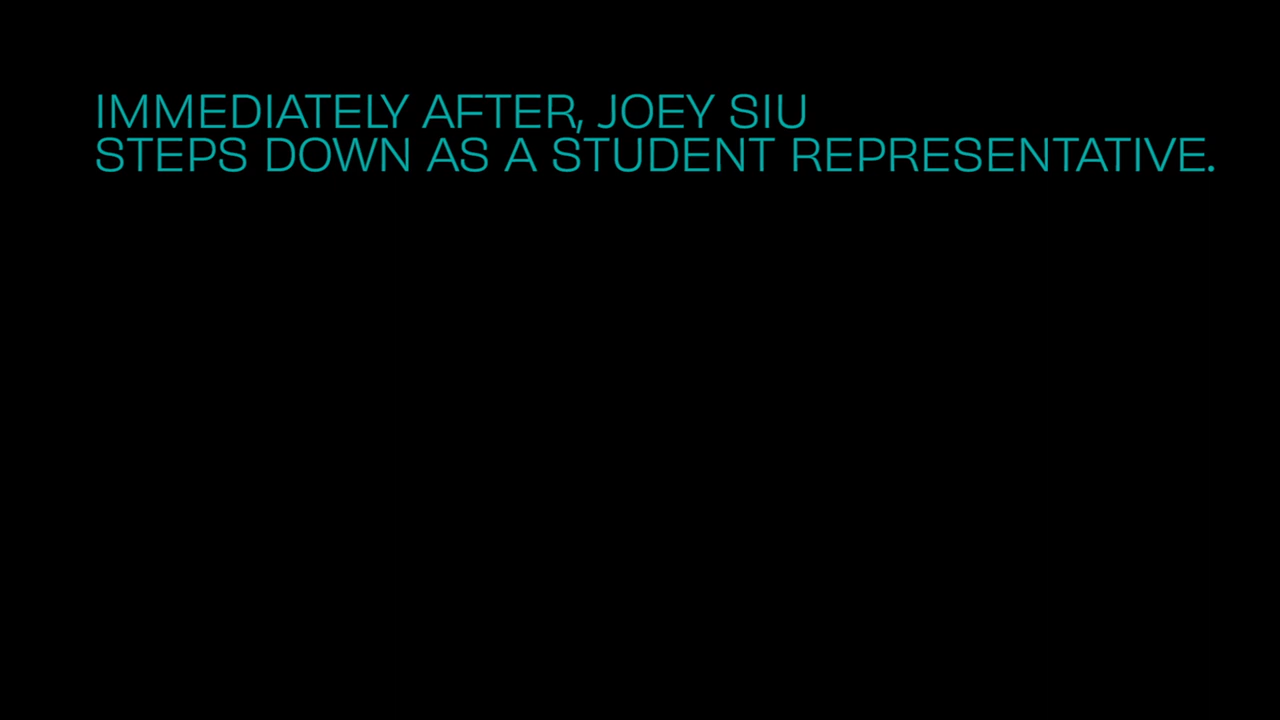 IMMEDIATELY AFTER, JOEY SIU
STEPS DOWN AS A STUDENT REPRESENTATIVE.